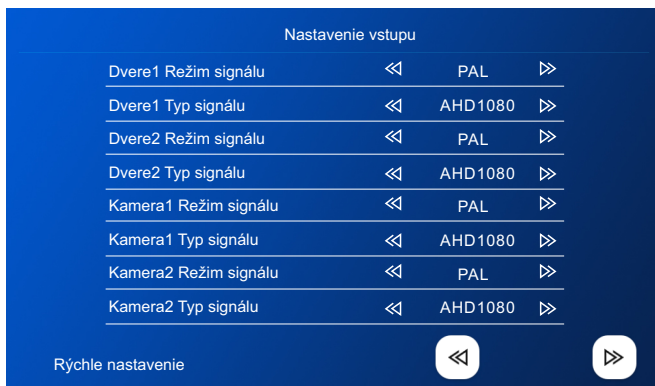 Nastavenie vstupu
Dvere1 Režim signálu PAL
Dvere1 Typ signálu AHD1080
Dvere2 Režim signálu PAL
Dvere2 Typ signálu AHD1080
Kamera1 Režim signálu PAL
Kamera1 Typ signálu AHD1080
Kamera2 Režim signálu PAL
Kamera2 Typ signálu AHD1080
Rýchle nastavenie